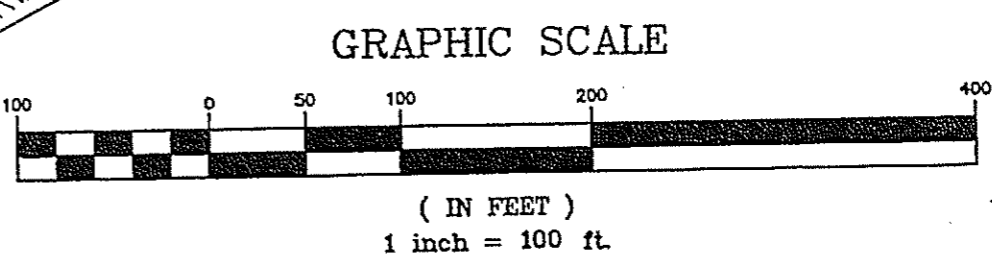 GRAPHIC SCALE
100 0 50 100 200 400
( IN FEET )
1 inch = 100 ft.